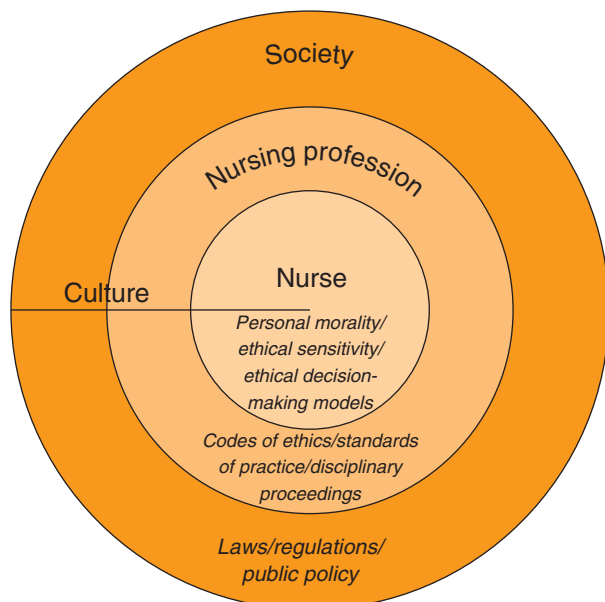 Society
Nursing profession
Nurse
Culture
Personal morality/
ethical sensitivity/
ethical decision-
making models
Codes of ethics/standards
of practice/disciplinary
proceedings
Laws/regulations/
public policy